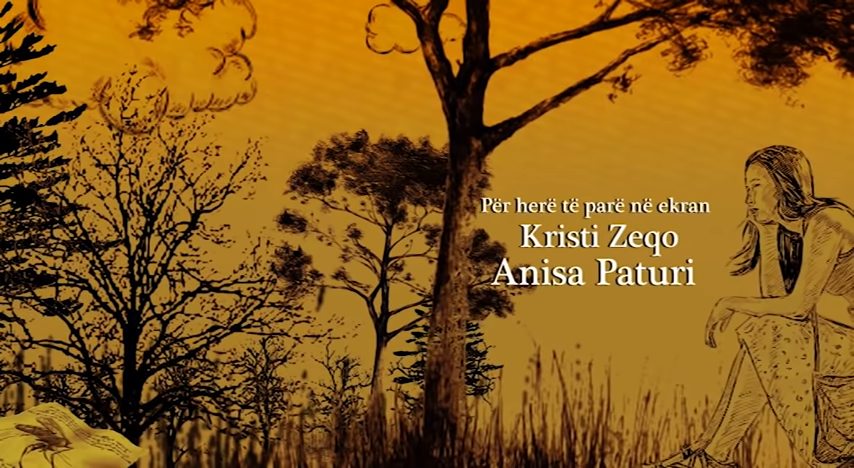 Për herë të parë në ekran
Kristi Zeqo
Anisa Paturi